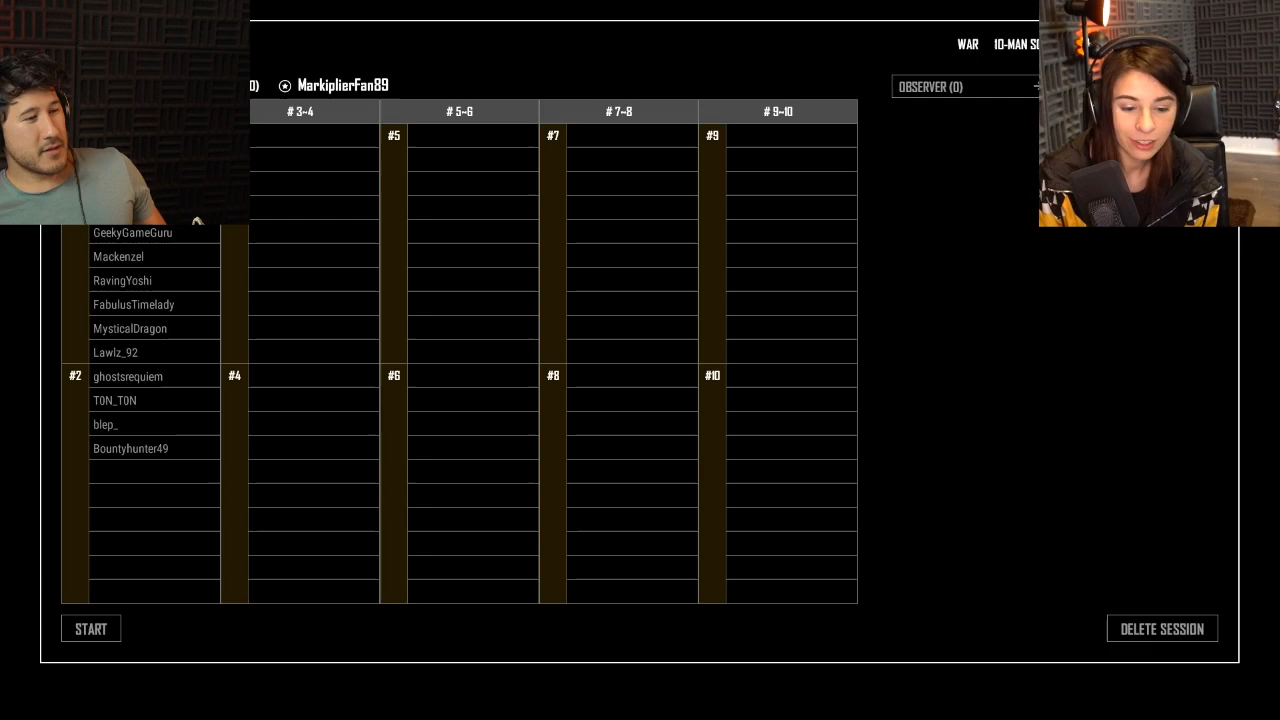 WAR 10-MAN
0) MarkiplierFan89
OBSERVER (0)
# 3~4 # 5~6 # 7~8 # 9~10
#5 #7 #9
GeekyGameGuru
Mackenzel
RavingYoshi
FabulusTimelady
MysticalDragon
Lawlz_92
#2 ghostsrequiem #4 #6 #8 #10
T0N_T0N
blep_
Bountyhunter49
START
DELETE SESSION